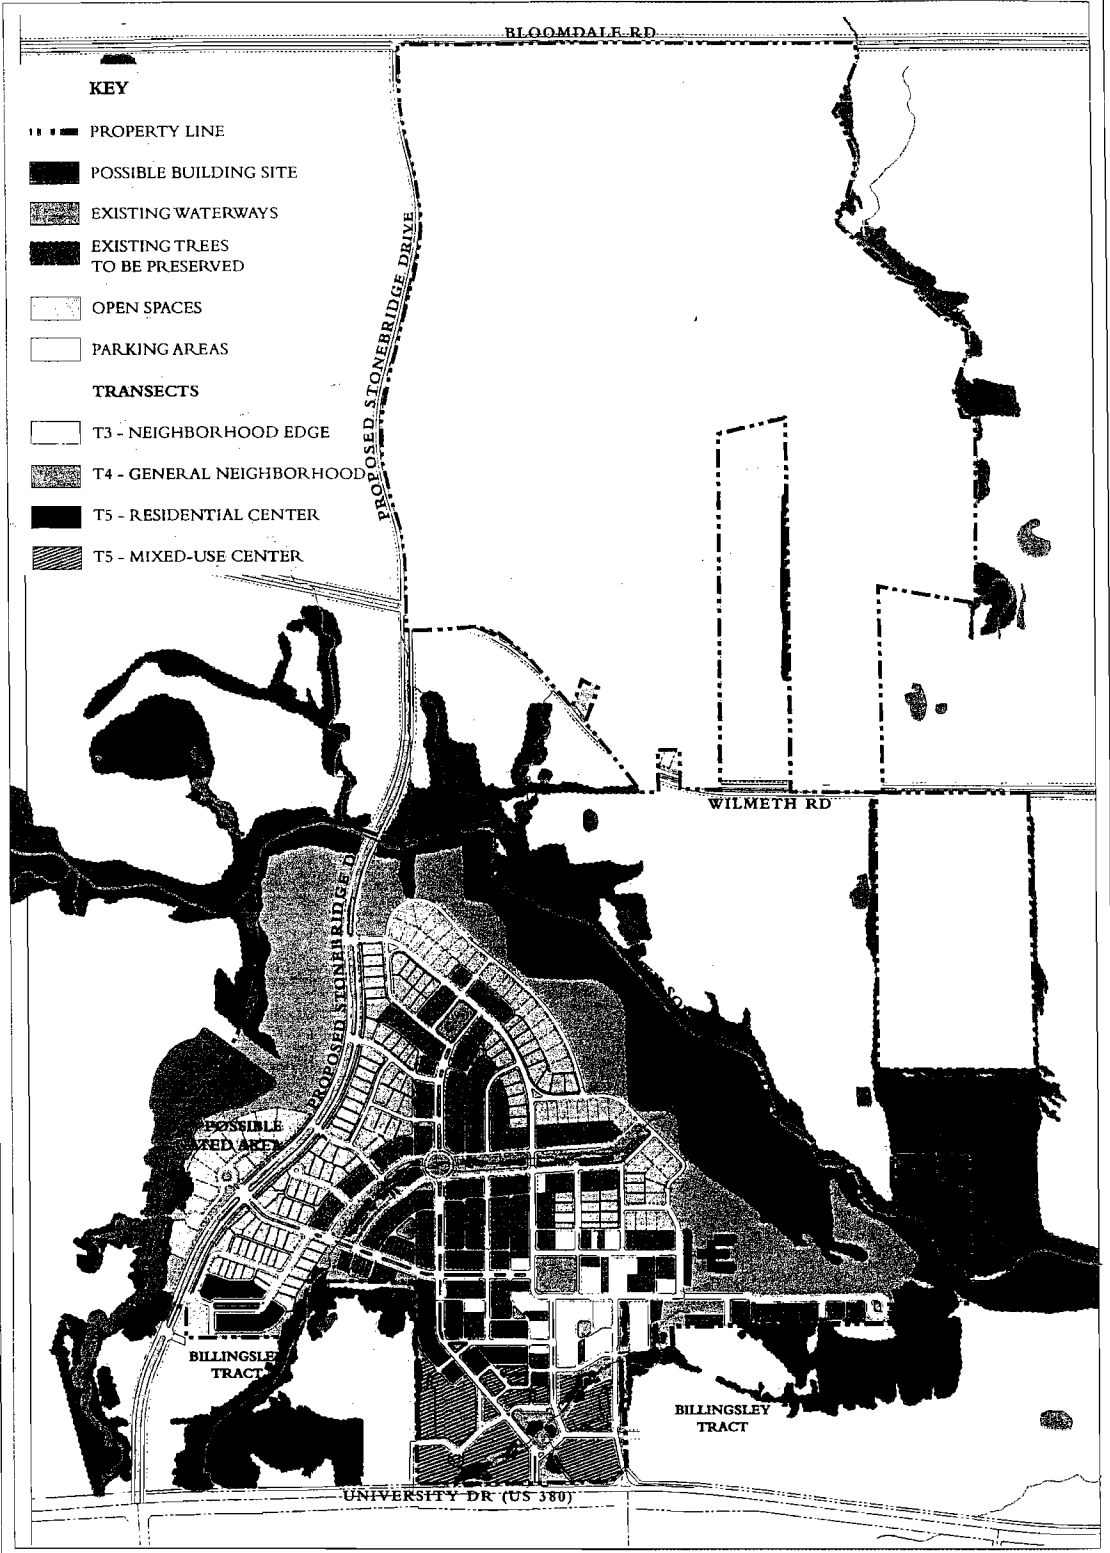 BLOOMDALE RD
KEY
PROPERTY LINE
POSSIBLE BUILDING SITE
EXISTING WATERWAYS
EXISTING TREES
TO BE PRESERVED
OPEN SPACES
PARKING AREAS
TRANSECTS
T3 - NEIGHBORHOOD EDGE
T4 - GENERAL NEIGHBORHOOD
T5 - RESIDENTIAL CENTER
T5 - MIXED-USE CENTER
PROPOSED STONEBRIDGE DRIVE
WILMETH RD
PROPOSED STONEBRIDGE D
POSSIBLE
AREA
BILLINGSLEY
TRACT
BILLINGSLEY
TRACT
UNIVERSITY DR (US 380)